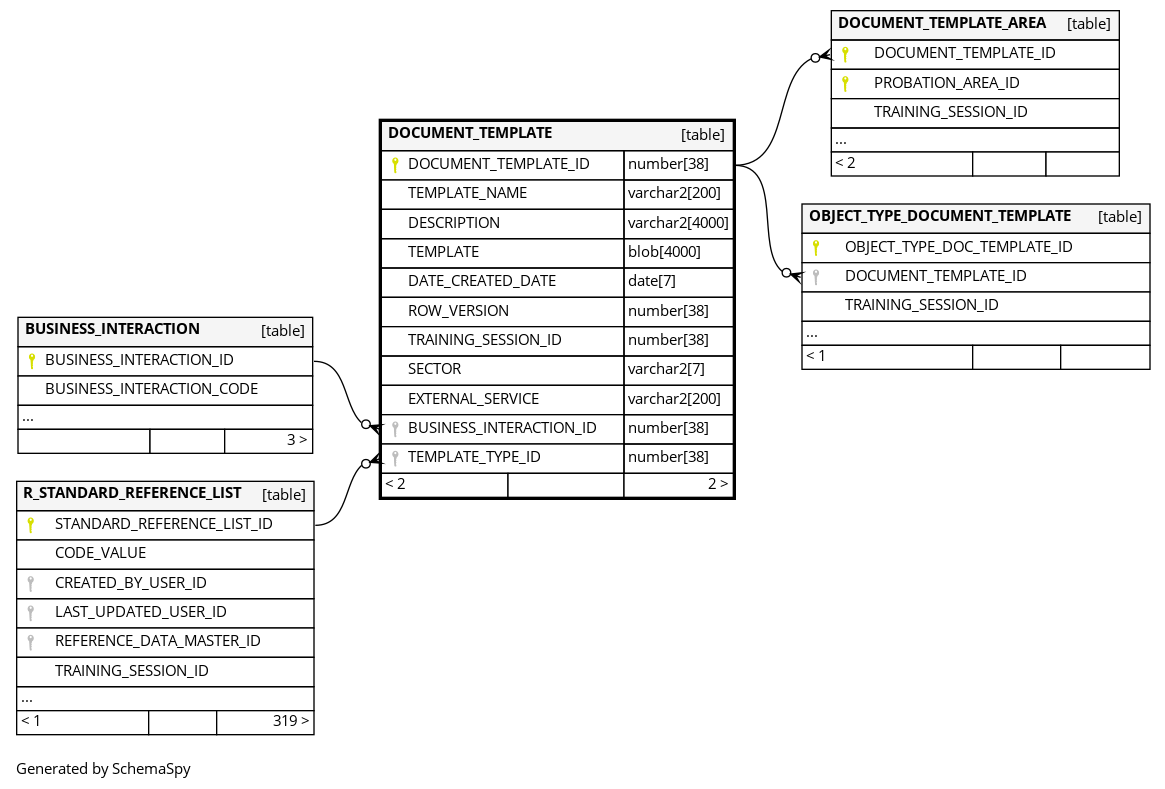 DOCUMENT_TEMPLATE_AREA [table]
DOCUMENT_TEMPLATE_ID
PROBATION_AREA_ID
TRAINING_SESSION_ID
...
< 2
DOCUMENT_TEMPLATE [table]
DOCUMENT_TEMPLATE_ID number[38]
TEMPLATE_NAME varchar2[200]
DESCRIPTION varchar2[4000]
TEMPLATE blob[4000]
DATE_CREATED_DATE date[7]
ROW_VERSION number[38]
TRAINING_SESSION_ID number[38]
SECTOR varchar2[7]
EXTERNAL_SERVICE varchar2[200]
BUSINESS_INTERACTION_ID number[38]
TEMPLATE_TYPE_ID number[38]
< 2 2 >
OBJECT_TYPE_DOCUMENT_TEMPLATE [table]
OBJECT_TYPE_DOC_TEMPLATE_ID
DOCUMENT_TEMPLATE_ID
TRAINING_SESSION_ID
...
< 1
BUSINESS_INTERACTION [table]
BUSINESS_INTERACTION_ID
BUSINESS_INTERACTION_CODE
...
3 >
R_STANDARD_REFERENCE_LIST [table]
STANDARD_REFERENCE_LIST_ID
CODE_VALUE
CREATED_BY_USER_ID
LAST_UPDATED_USER_ID
REFERENCE_DATA_MASTER_ID
TRAINING_SESSION_ID
...
< 1 319 >
Generated by SchemaSpy